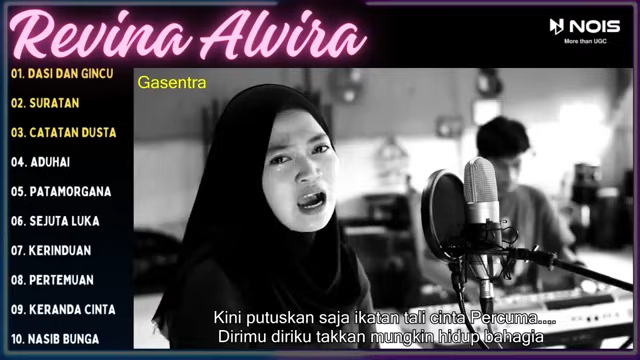 Revina Alvira
NOIS
More than UGC
01. DASI DAN GINCU
02. SURATAN
03. CATATAN DUSTA
04. ADUHAI
05. PATAMORGANA
06. SEJUTA LUKA
07. KERINDUAN
08. PERTEMUAN
09. KERANDA CINTA
10. NASIB BUNGA
Gasentra
Kini putuskan saja ikatan tali cinta Percuma....
Dirimu diriku takkan mungkin hidup bahagia